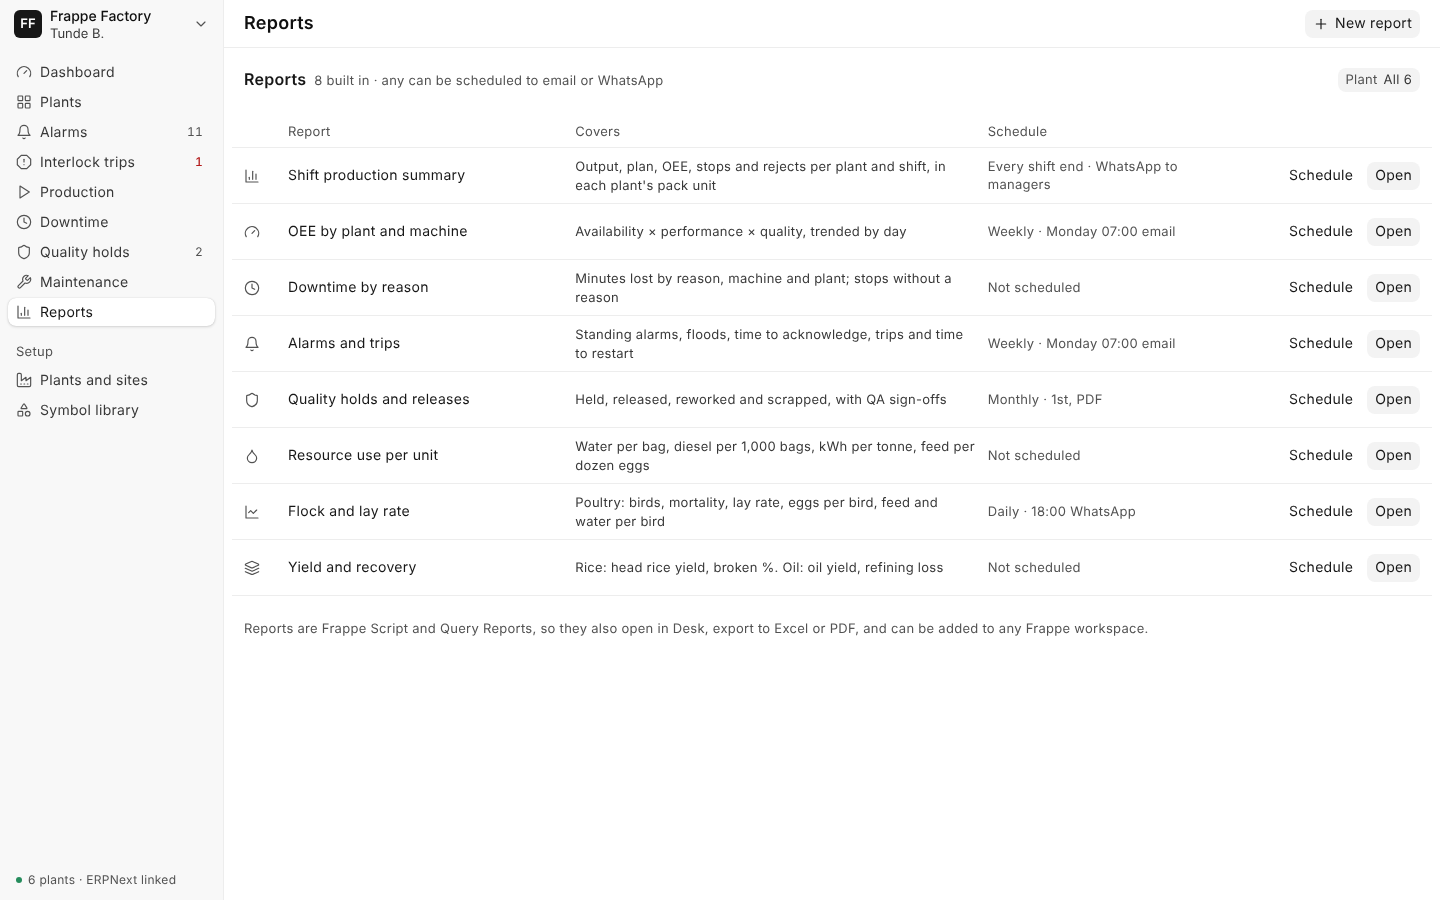 FF
Frappe Factory
Tunde B.
Dashboard
Plants
Alarms 11
Interlock trips 1
Production
Downtime
Quality holds 2
Maintenance
Reports
Setup
Plants and sites
Symbol library
6 plants · ERPNext linked
Reports
New report
Reports 8 built in · any can be scheduled to email or WhatsApp
Plant All 6
Report Covers Schedule
Shift production summary
Output, plan, OEE, stops and rejects per plant and shift, in
each plant's pack unit
Every shift end · WhatsApp to
managers
Schedule Open
OEE by plant and machine
Availability × performance × quality, trended by day
Weekly · Monday 07:00 email
Schedule Open
Downtime by reason
Minutes lost by reason, machine and plant; stops without a
reason
Not scheduled
Schedule Open
Alarms and trips
Standing alarms, floods, time to acknowledge, trips and time
to restart
Weekly · Monday 07:00 email
Schedule Open
Quality holds and releases
Held, released, reworked and scrapped, with QA sign-offs
Monthly · 1st, PDF
Schedule Open
Resource use per unit
Water per bag, diesel per 1,000 bags, kWh per tonne, feed per
dozen eggs
Not scheduled
Schedule Open
Flock and lay rate
Poultry: birds, mortality, lay rate, eggs per bird, feed and
water per bird
Daily · 18:00 WhatsApp
Schedule Open
Yield and recovery
Rice: head rice yield, broken %. Oil: oil yield, refining loss
Not scheduled
Schedule Open
Reports are Frappe Script and Query Reports, so they also open in Desk, export to Excel or PDF, and can be added to any Frappe workspace.